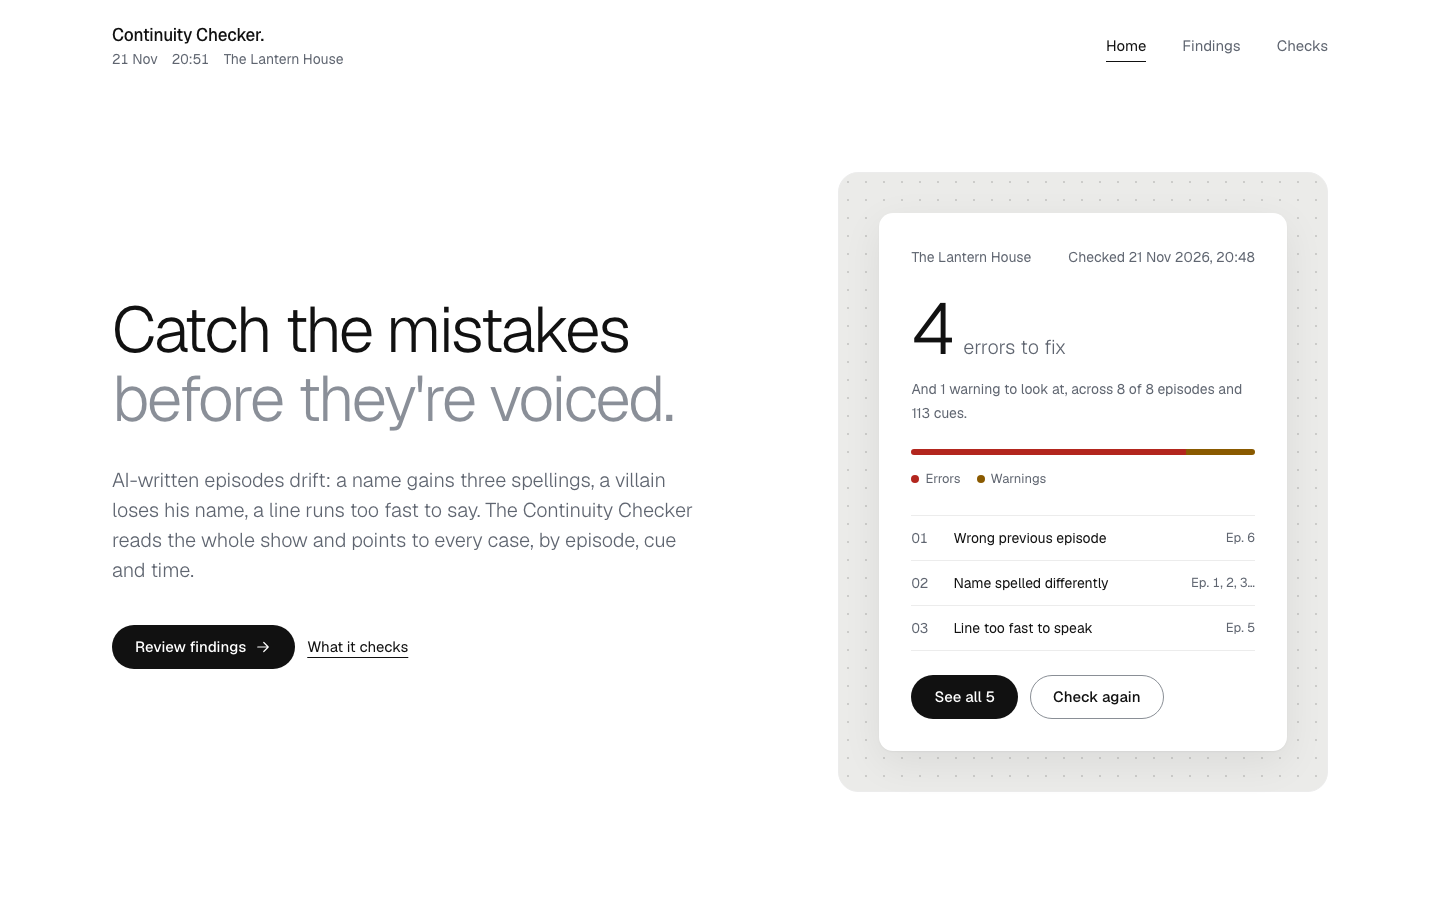 Continuity Checker.
21 Nov 20:51 The Lantern House
Home Findings Checks
Catch the mistakes
before they're voiced.
AI-written episodes drift: a name gains three spellings, a villain
loses his name, a line runs too fast to say. The Continuity Checker
reads the whole show and points to every case, by episode, cue
and time.
Review findings →
What it checks
The Lantern House Checked 21 Nov 2026, 20:48
4 errors to fix
And 1 warning to look at, across 8 of 8 episodes and
113 cues.
Errors Warnings
01 Wrong previous episode Ep. 6
02 Name spelled differently Ep. 1, 2, 3…
03 Line too fast to speak Ep. 5
See all 5
Check again